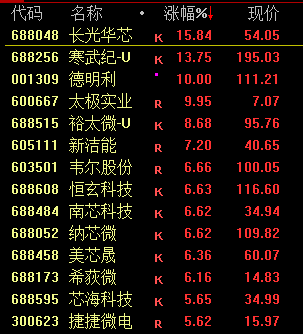 代码 名称 • 涨幅%↓ 现价
688048 长光华芯 K 15.84 54.05
688256 寒武纪-U K 13.75 195.03
001309 德明利 10.00 111.21
600667 太极实业 R 9.95 7.07
688515 裕太微-U K 8.68 95.76
605111 新洁能 R 7.20 40.65
603501 韦尔股份 R 6.66 100.05
688608 恒玄科技 K 6.63 116.60
688484 南芯科技 K 6.62 34.94
688052 纳芯微 K 6.62 109.82
688458 美芯晟 K 6.36 60.07
688173 希荻微 K 6.16 14.83
688595 芯海科技 K 5.65 34.99
300623 捷捷微电 R 5.62 15.97